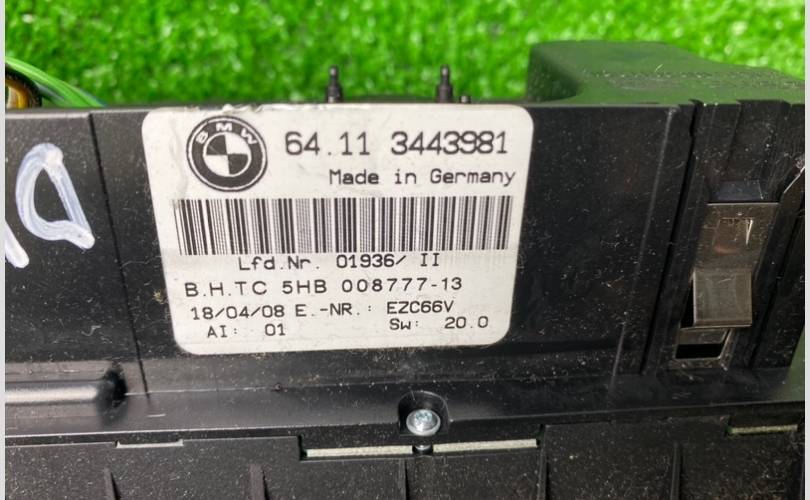 BMW
64.11 3443981
Made in Germany
Lfd.Nr. 01936/ II
B.H.TC 5HB 008777-13
18/04/08 E.-NR.: EZC66V
AI: 01 Sw: 20.0